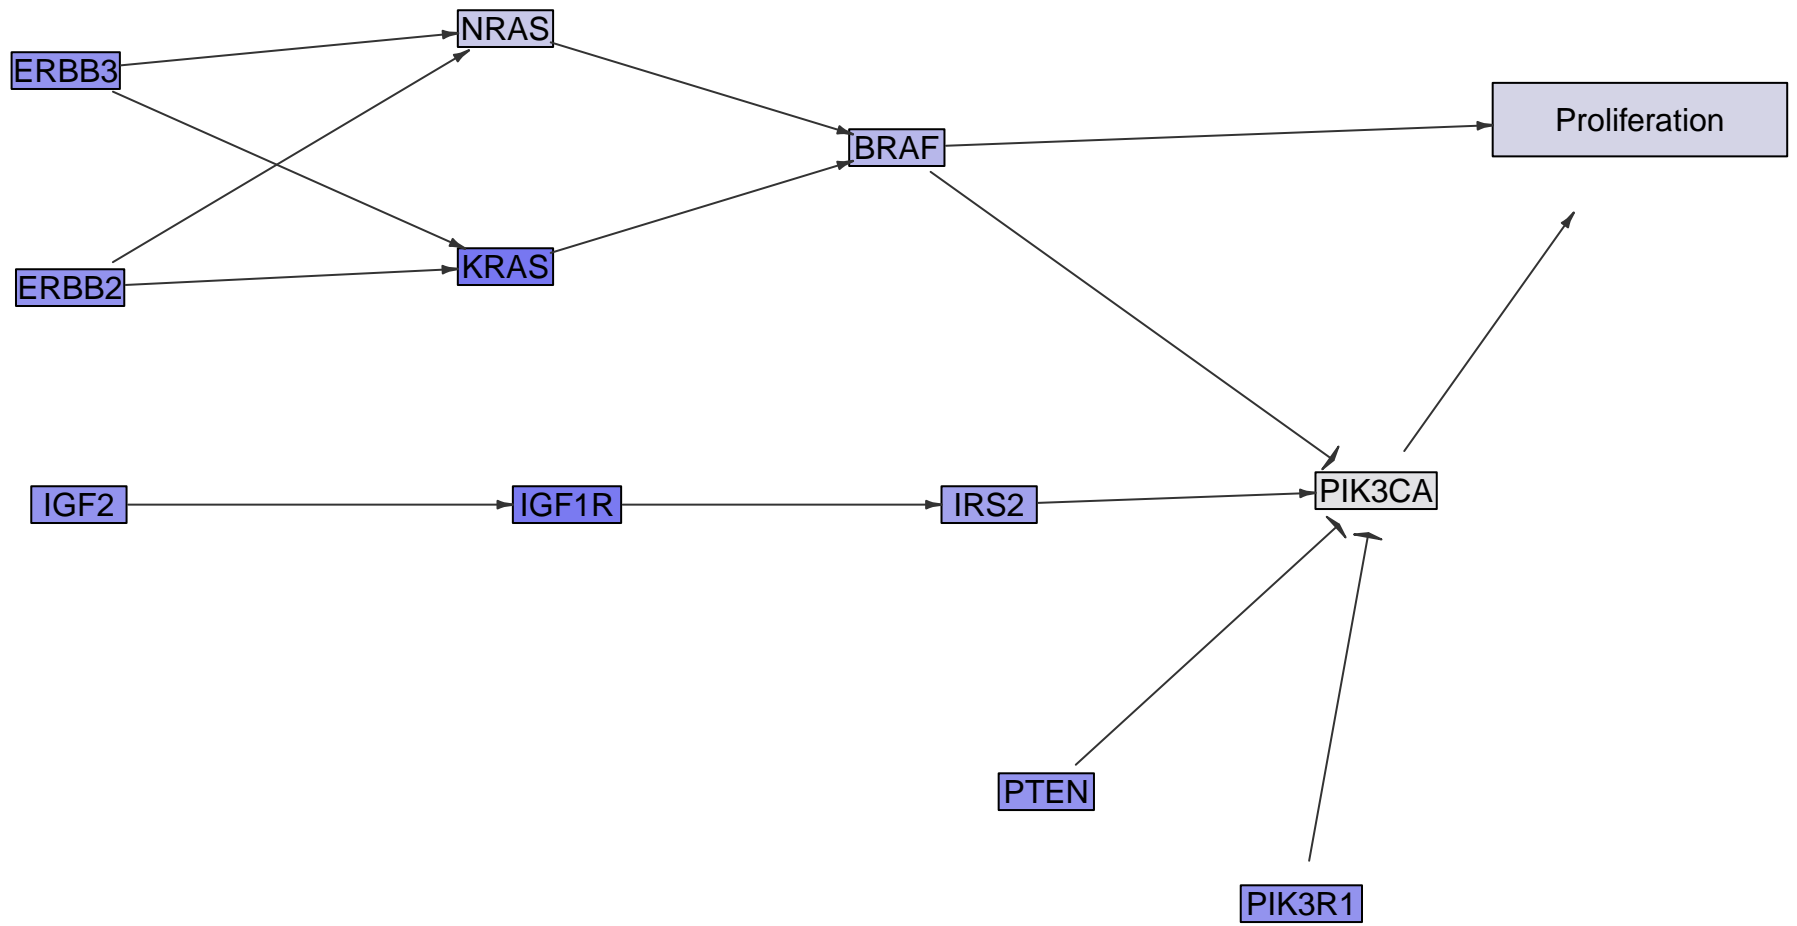 NRAS
ERBB3
Proliferation
BRAF
KRAS
ERBB2
PIK3CA
IGF2
IGF1R
IRS2
PTEN
PIK3R1